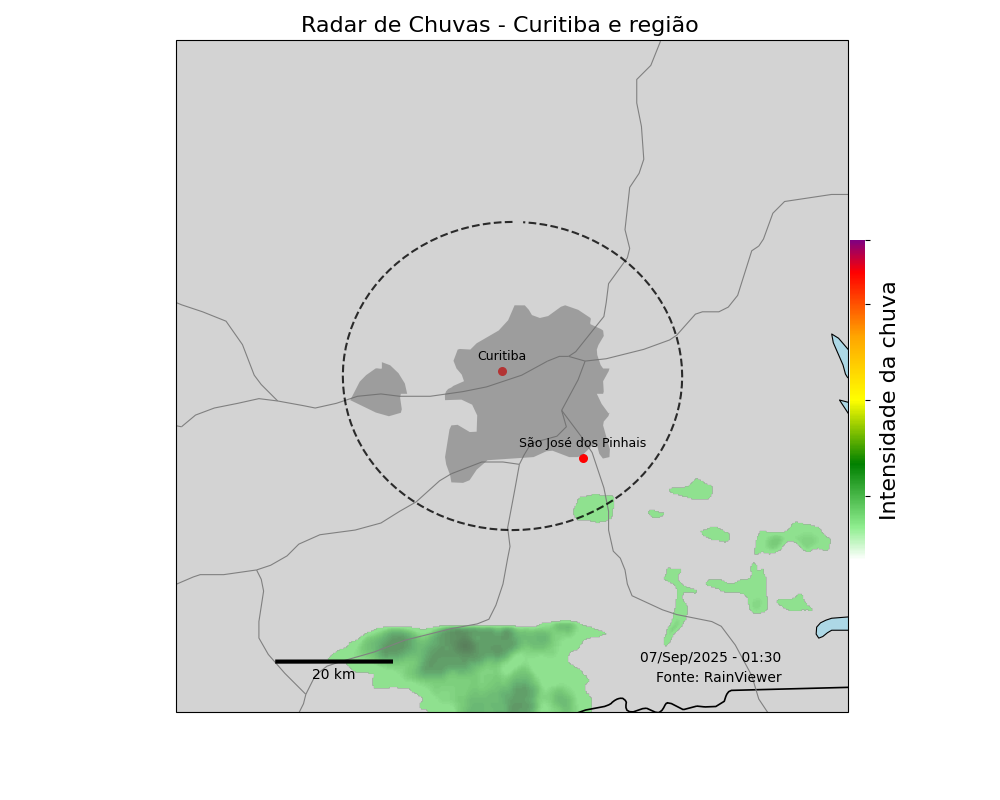 Radar de Chuvas - Curitiba e região
Curitiba
São José dos Pinhais
Intensidade da chuva
07/Sep/2025 - 01:30
20 km
Fonte: RainViewer